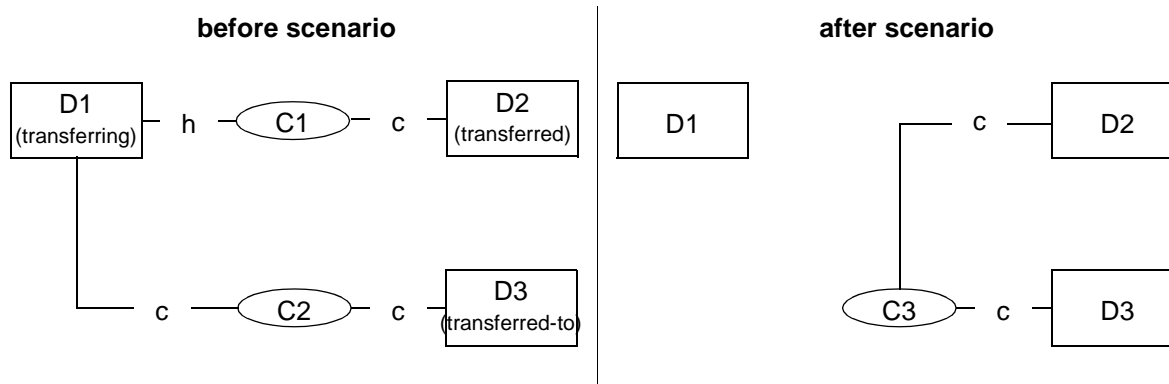 before scenario
D1
(transferring)
h
C1
c
D2
(transferred)
c
C2
c
D3
(transferred-to)
after scenario
D1
c
D2
C3
c
D3